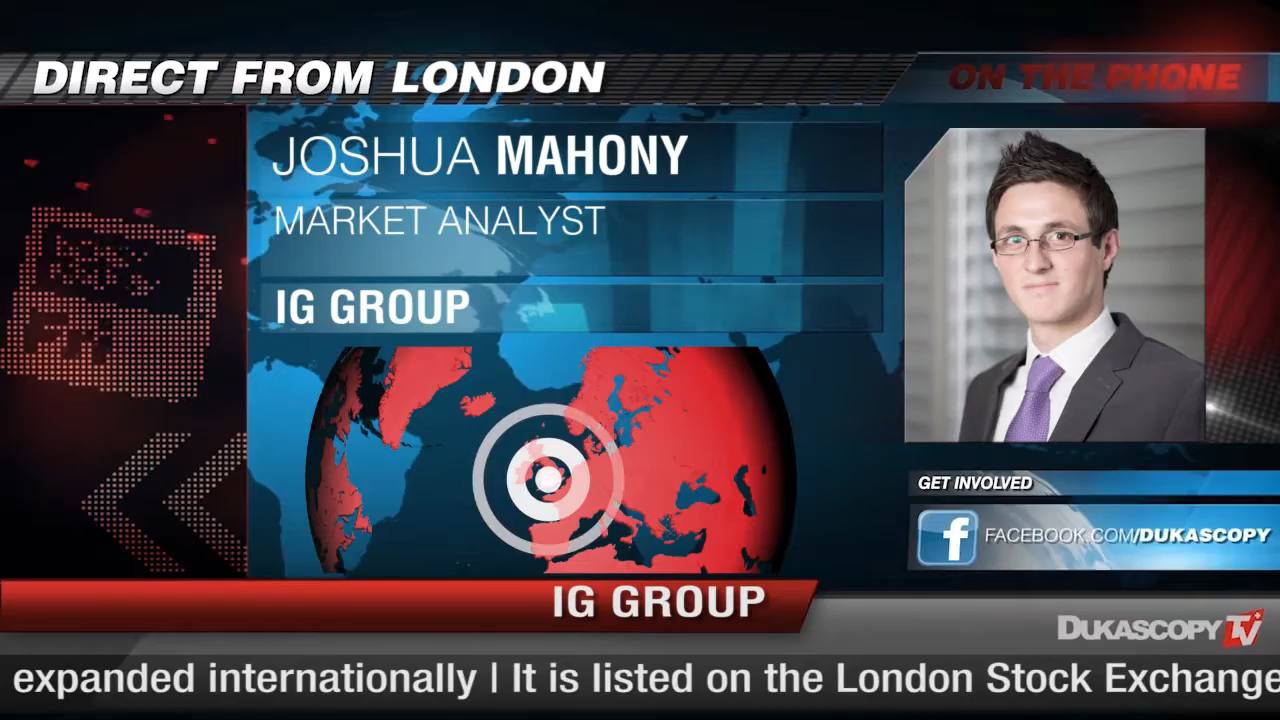 DIRECT FROM LONDON
ON THE PHONE
JOSHUA MAHONY
MARKET ANALYST
IG GROUP
GET INVOLVED
FACEBOOK.COM/DUKASCOPY
IG GROUP
DUKASCOPY TV
expanded internationally | It is listed on the London Stock Exchange